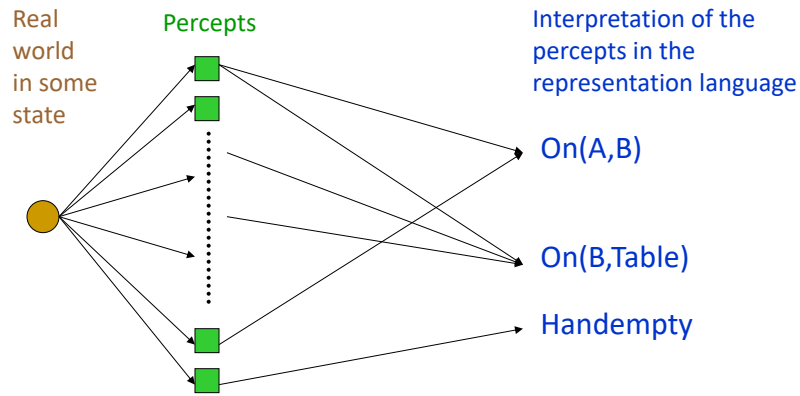 Real
world
in some
state
Percepts
Interpretation of the
percepts in the
representation language
On(A,B)
On(B,Table)
Handempty